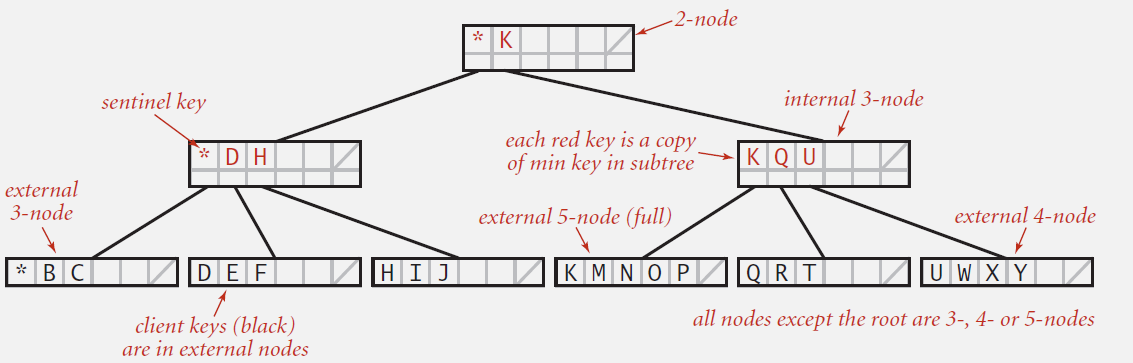 2-node
* K
sentinel key
internal 3-node
each red key is a copy
of min key in subtree
* D H
K Q U
external
3-node
external 5-node (full)
external 4-node
* B C
D E F
H I J
K M N O P
Q R T
U W X Y
client keys (black)
are in external nodes
all nodes except the root are 3-, 4- or 5-nodes